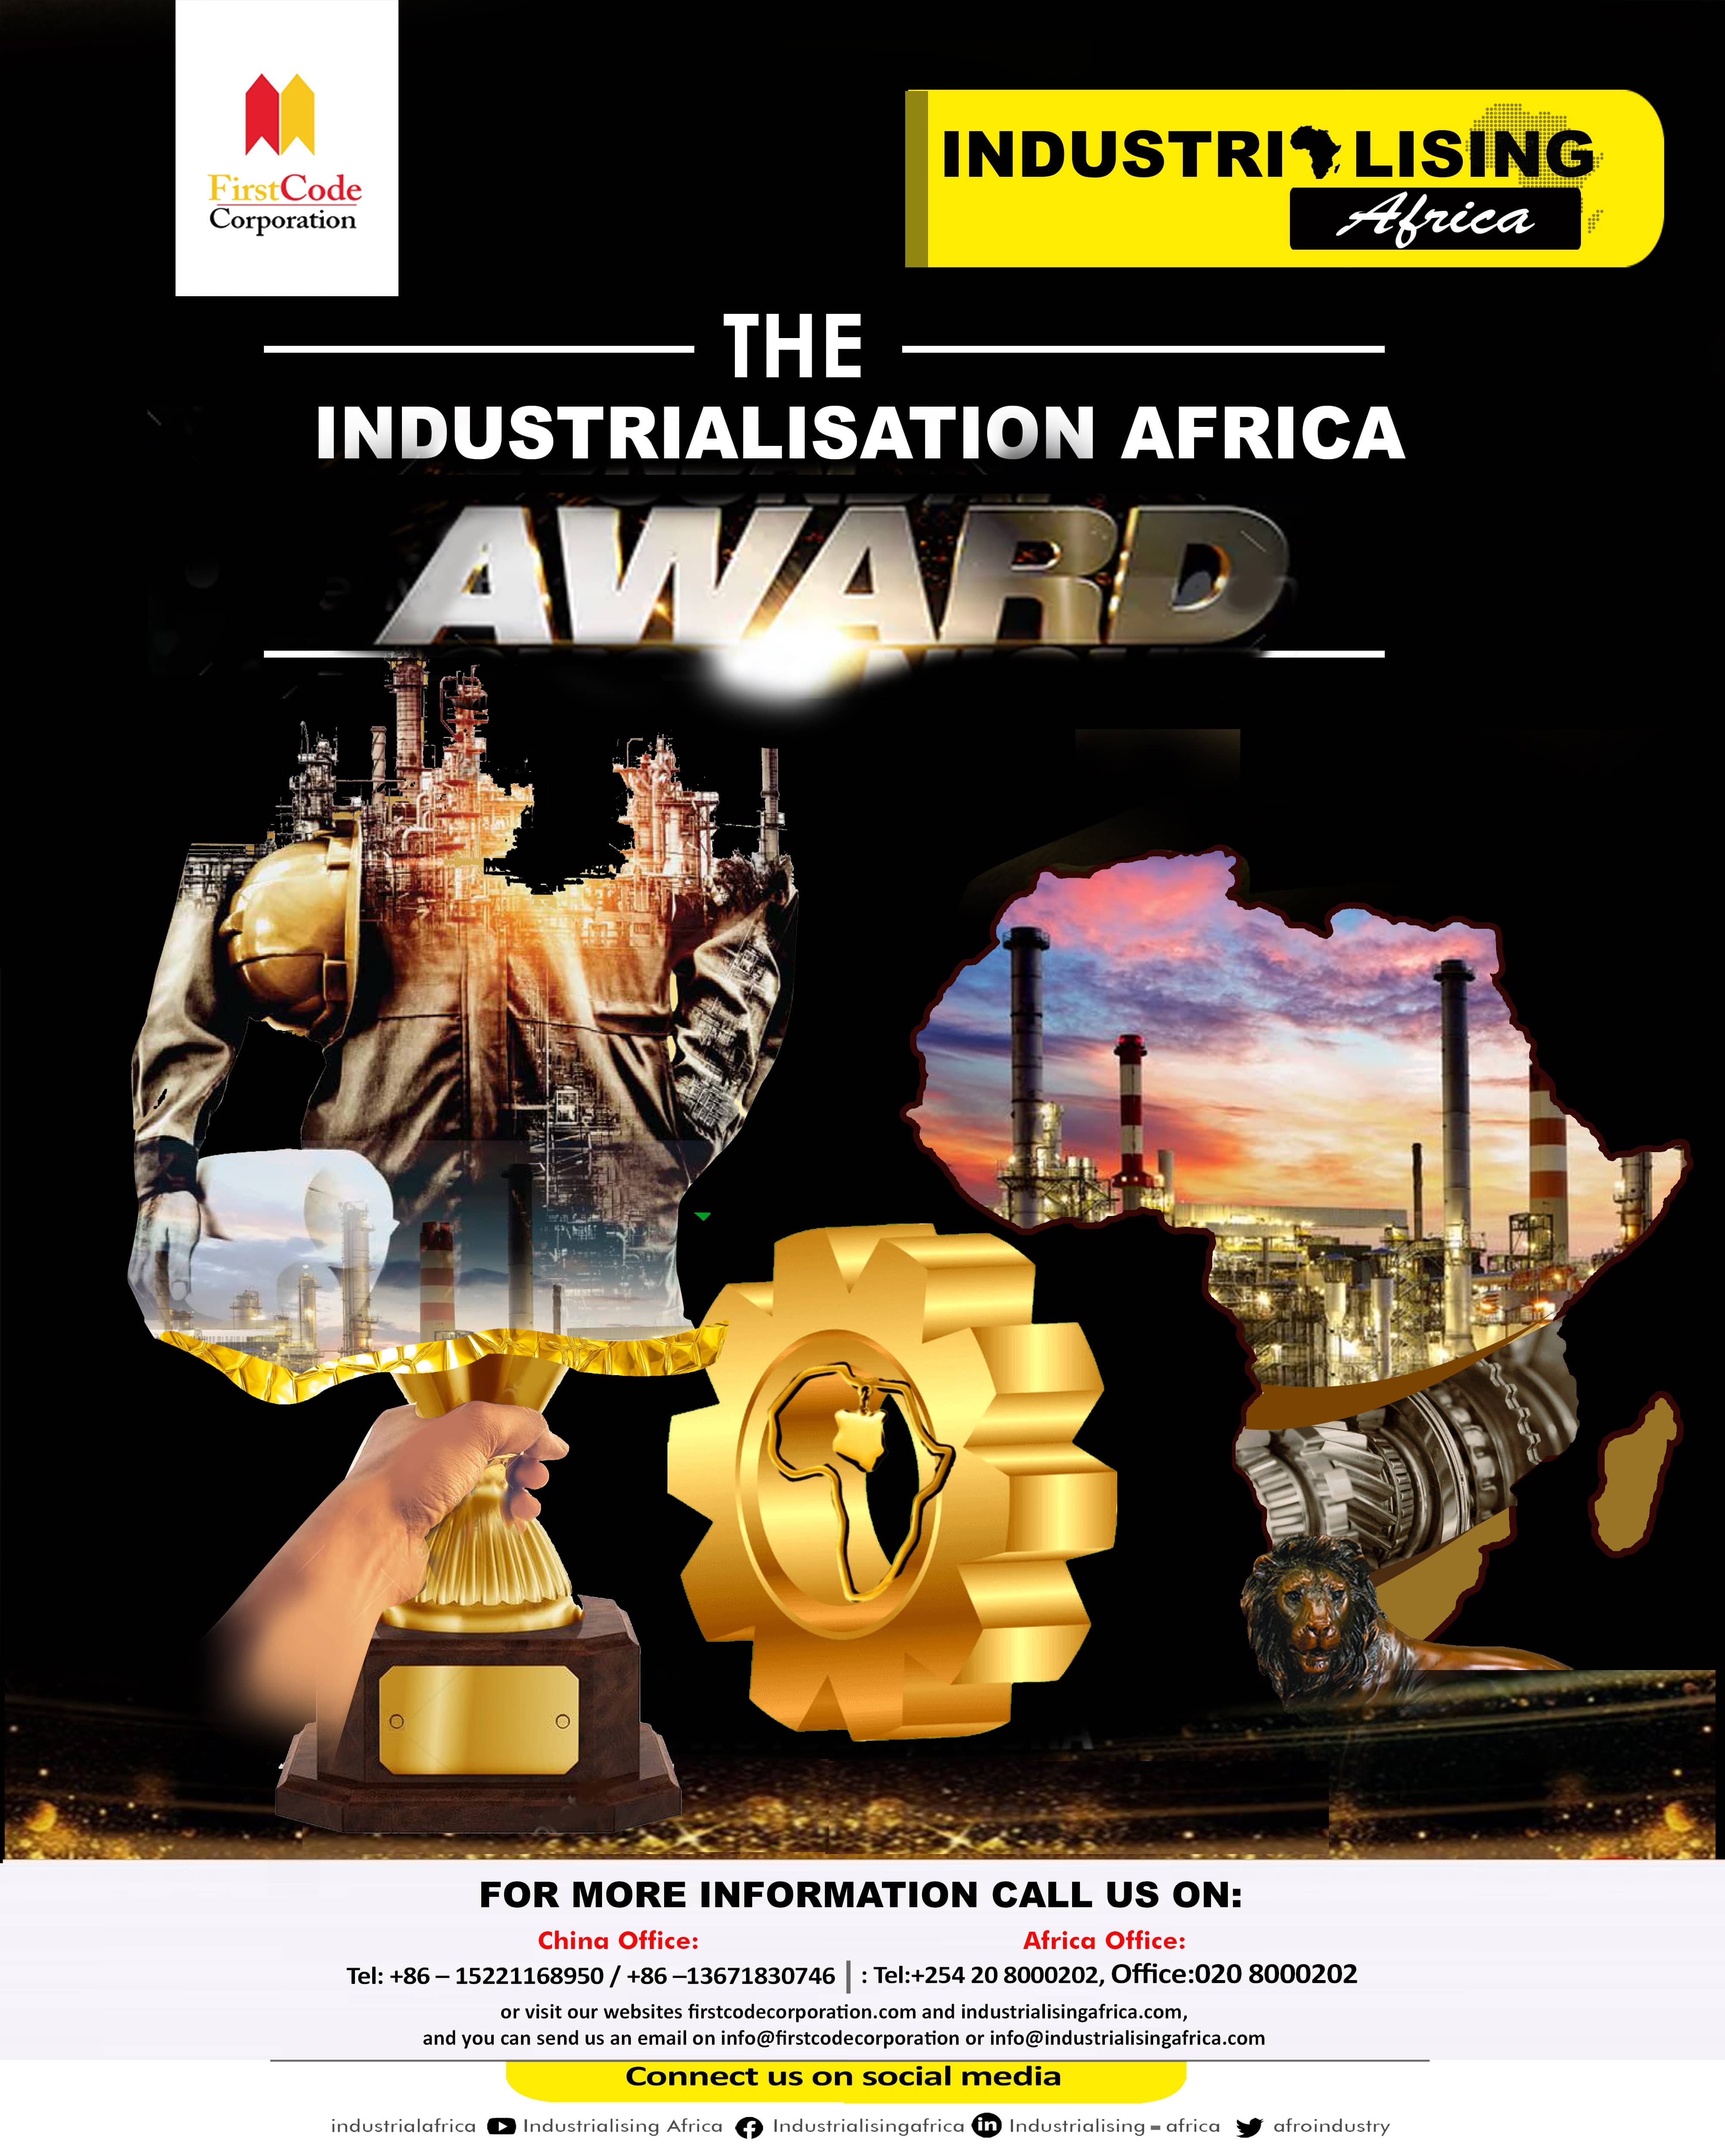 FirstCode
Corporation
INDUSTRIALISING
Africa
THE
INDUSTRIALISATION AFRICA
AWARD
FOR MORE INFORMATION CALL US ON:
China Office:
Africa Office:
Tel: +86 – 15221168950 / +86 –13671830746 | : Tel:+254 20 8000202, Office:020 8000202
or visit our websites firstcodecorporation.com and industrialisingafrica.com,
and you can send us an email on info@firstcodecorporation or info@industrialisingafrica.com
Connect us on social media
industrialafrica Industrialising Africa Industrialisingafrica Industrialising - africa afroindustry